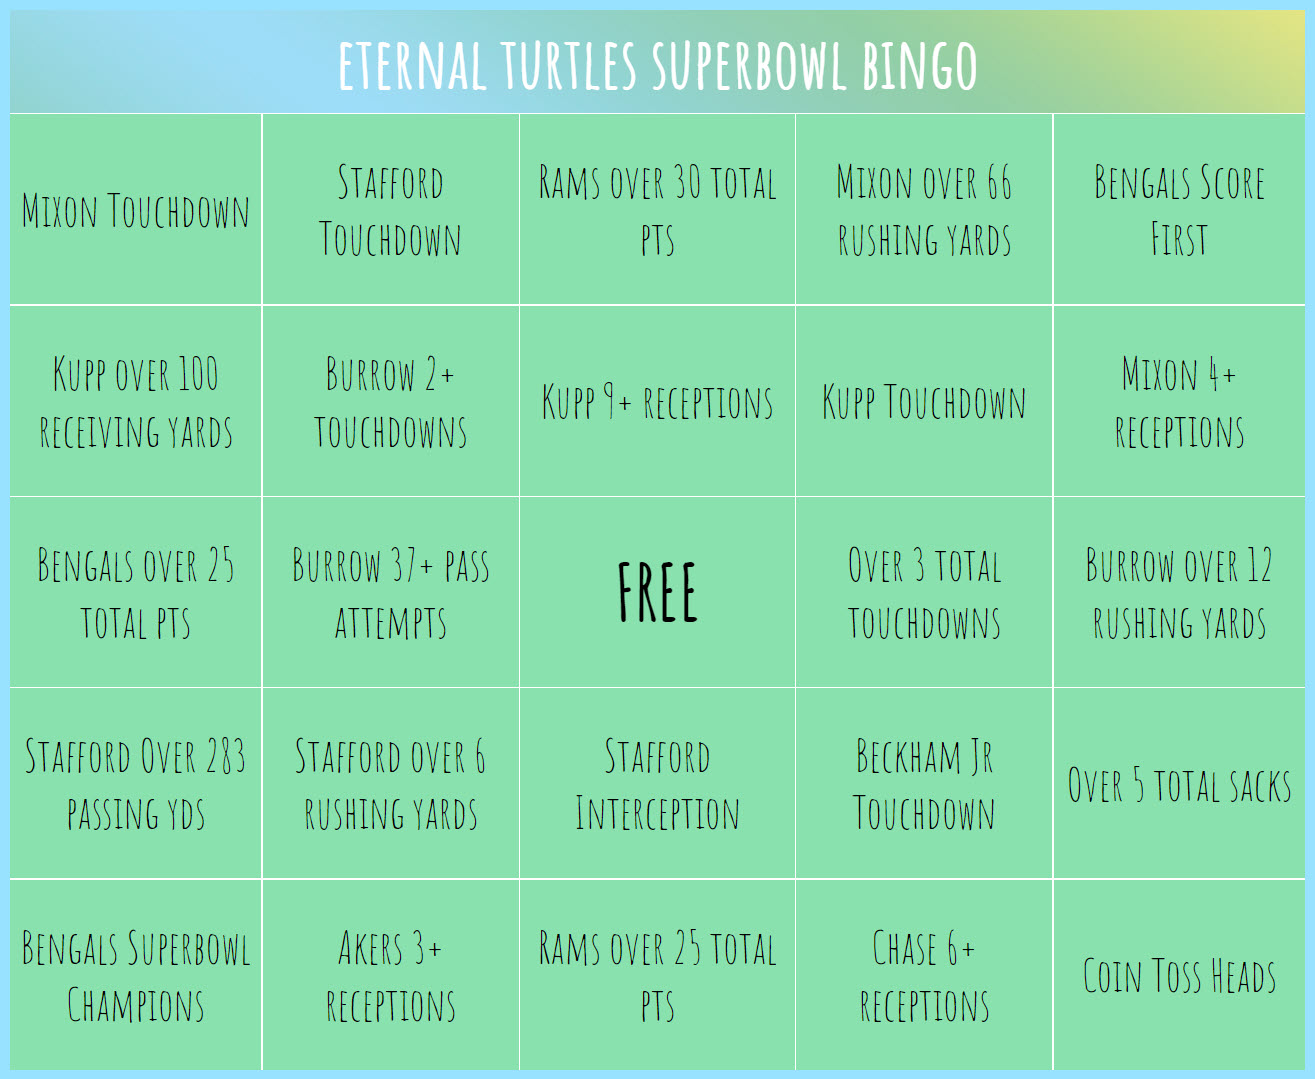 ETERNAL TURTLES SUPERBOWL BINGO
Mixon Touchdown
Stafford
Touchdown
Rams over 30 total
pts
Mixon over 66
rushing yards
Bengals Score
First
Kupp over 100
receiving yards
Burrow 2+
touchdowns
Kupp 9+ receptions
Kupp Touchdown
Mixon 4+
receptions
Bengals over 25
total pts
Burrow 37+ pass
attempts
FREE
Over 3 total
touchdowns
Burrow over 12
rushing yards
Stafford Over 283
passing yds
Stafford over 6
rushing yards
Stafford
Interception
Beckham Jr
Touchdown
Over 5 total sacks
Bengals Superbowl
Champions
Akers 3+
receptions
Rams over 25 total
pts
Chase 6+
receptions
Coin Toss Heads